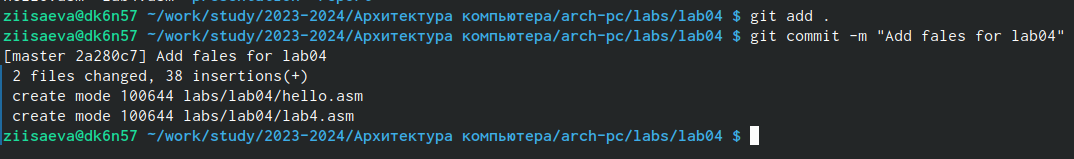 ziisaeva@dk6n57 ~/work/study/2023-2024/Архитектура компьютера/arch-pc/labs/lab04 $ git add .
ziisaeva@dk6n57 ~/work/study/2023-2024/Архитектура компьютера/arch-pc/labs/lab04 $ git commit -m "Add fales for lab04"
[master 2a280c7] Add fales for lab04
 2 files changed, 38 insertions(+)
 create mode 100644 labs/lab04/hello.asm
 create mode 100644 labs/lab04/lab4.asm
ziisaeva@dk6n57 ~/work/study/2023-2024/Архитектура компьютера/arch-pc/labs/lab04 $